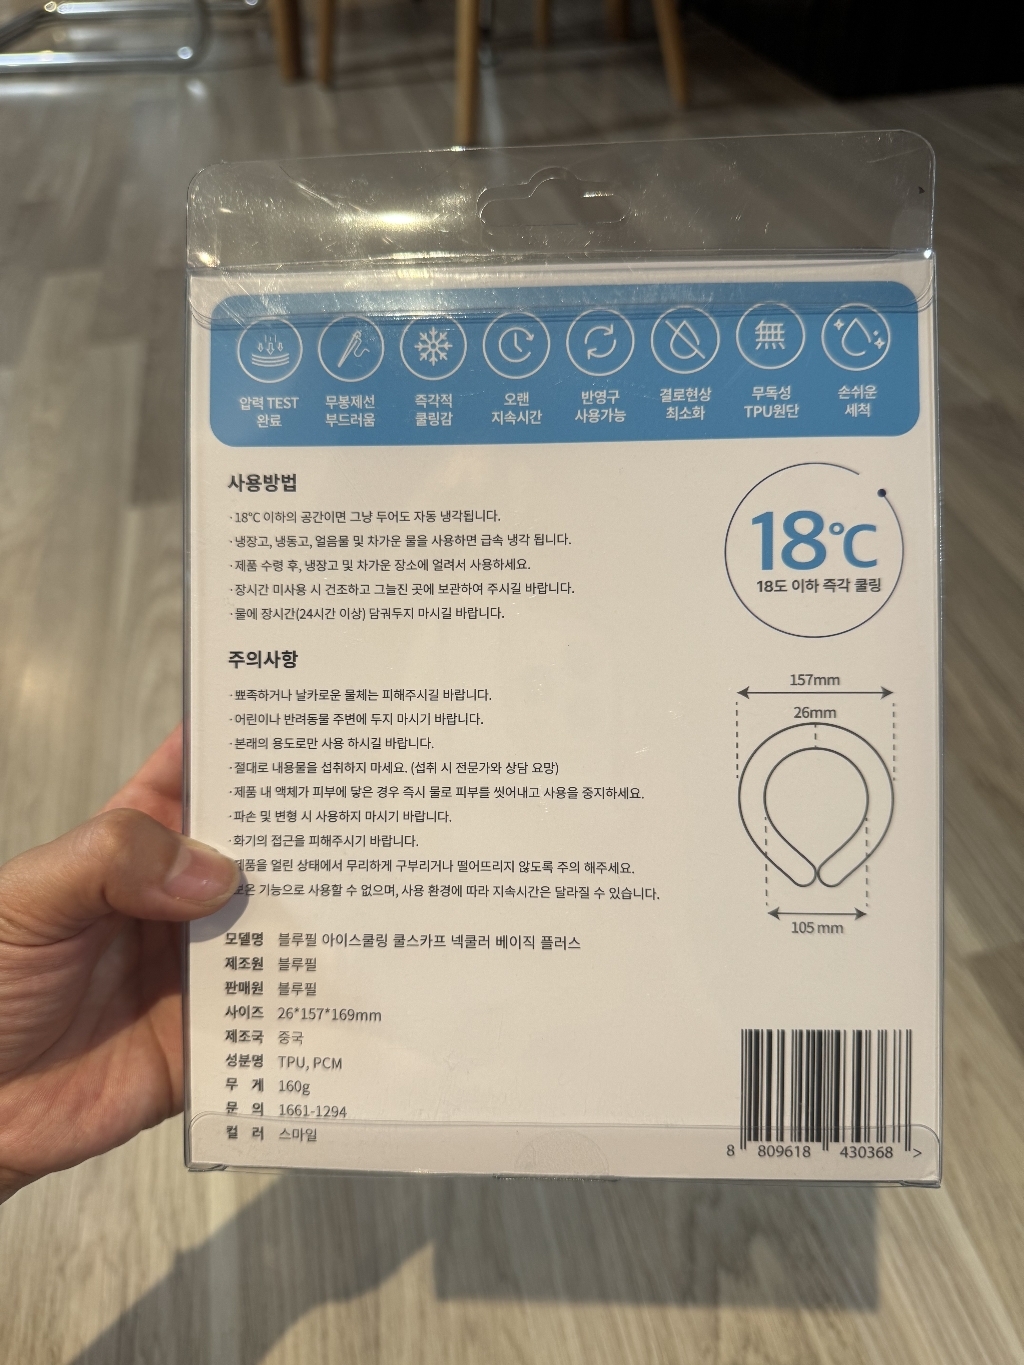 압력 TEST
완료
무봉제선
부드러움
즉각적
쿨링감
오랜
지속시간
반영구
사용가능
결로현상
최소화
無
무독성
TPU원단
손쉬운
세척
사용방법
·18℃ 이하의 공간이면 그냥 두어도 자동 냉각됩니다.
·냉장고, 냉동고, 얼음물 및 차가운 물을 사용하면 급속 냉각 됩니다.
·제품 수령 후, 냉장고 및 차가운 장소에 얼려서 사용하세요.
·장시간 미사용 시 건조하고 그늘진 곳에 보관하여 주시길 바랍니다.
·물에 장시간(24시간 이상) 담궈두지 마시길 바랍니다.
18℃
18도 이하 즉각 쿨링
주의사항
·뾰족하거나 날카로운 물체는 피해주시길 바랍니다.
·어린이나 반려동물 주변에 두지 마시기 바랍니다.
·본래의 용도로만 사용 하시길 바랍니다.
·절대로 내용물을 섭취하지 마세요. (섭취 시 전문가와 상담 요망)
·제품 내 액체가 피부에 닿은 경우 즉시 물로 피부를 씻어내고 사용을 중지하세요.
·파손 및 변형 시 사용하지 마시기 바랍니다.
·화기의 접근을 피해주시기 바랍니다.
제품을 얼린 상태에서 무리하게 구부리거나 떨어뜨리지 않도록 주의 해주세요.
보온 기능으로 사용할 수 없으며, 사용 환경에 따라 지속시간은 달라질 수 있습니다.
157mm
26mm
105 mm
모델명 블루필 아이스쿨링 쿨스카프 넥쿨러 베이직 플러스
제조원 블루필
판매원 블루필
사이즈 26*157*169mm
제조국 중국
성분명 TPU, PCM
무 게 160g
문 의 1661-1294
컬 러 스마일
8 809618 430368 >